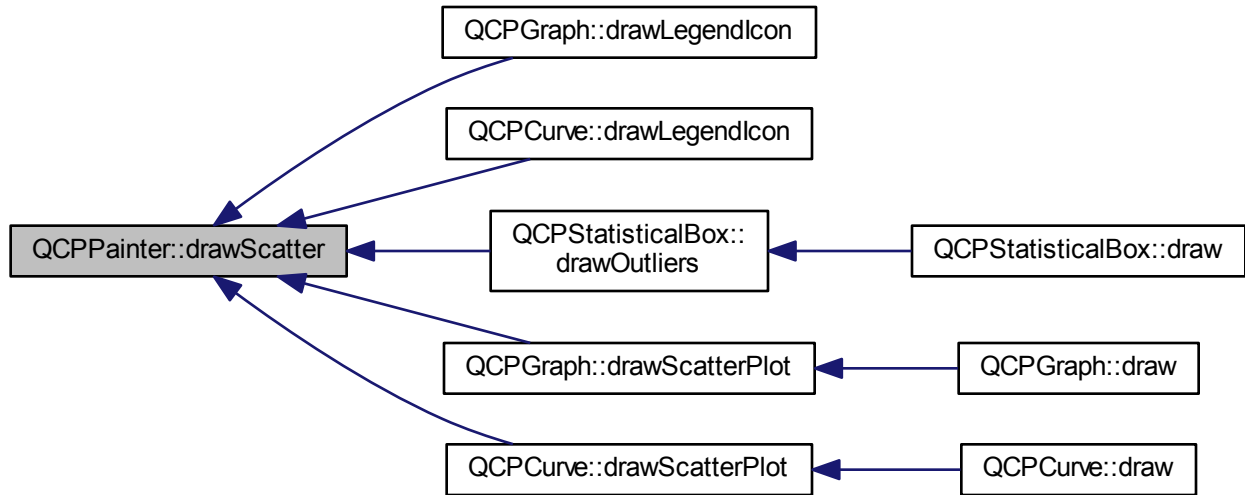 QCPGraph::drawLegendIcon
QCPCurve::drawLegendIcon
QCPPainter::drawScatter
QCPStatisticalBox::
drawOutliers
QCPStatisticalBox::draw
QCPGraph::drawScatterPlot
QCPGraph::draw
QCPCurve::drawScatterPlot
QCPCurve::draw